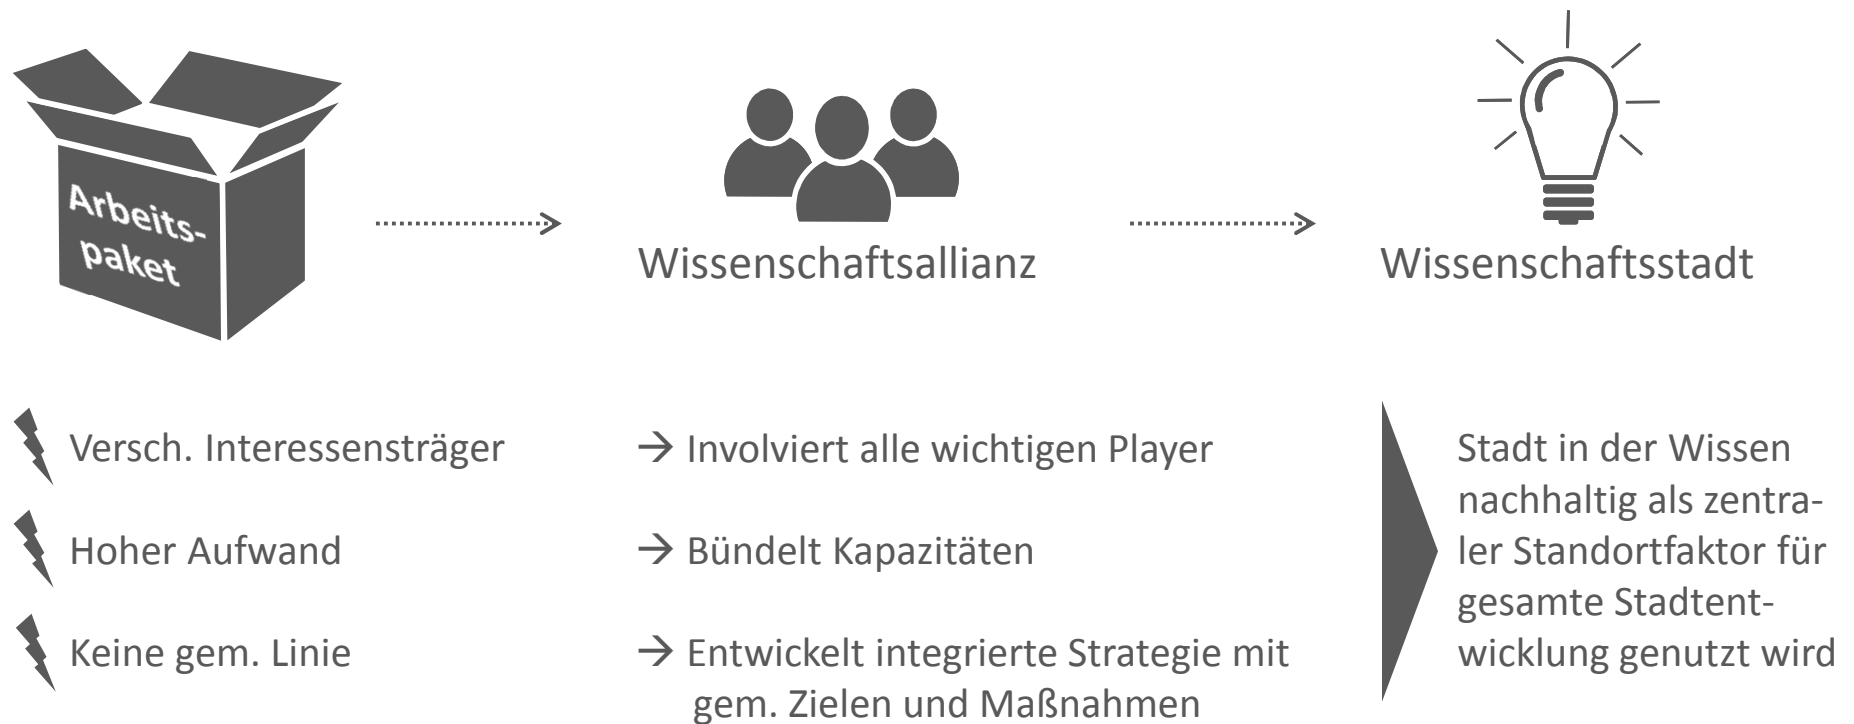 Arbeits-
paket
Wissenschaftsallianz
Wissenschaftsstadt
Versch. Interessensträger
Hoher Aufwand
Keine gem. Linie
→ Involviert alle wichtigen Player
→ Bündelt Kapazitäten
→ Entwickelt integrierte Strategie mit
gem. Zielen und Maßnahmen
Stadt in der Wissen
nachhaltig als zentra-
ler Standortfaktor für
gesamte Stadtent-
wicklung genutzt wird